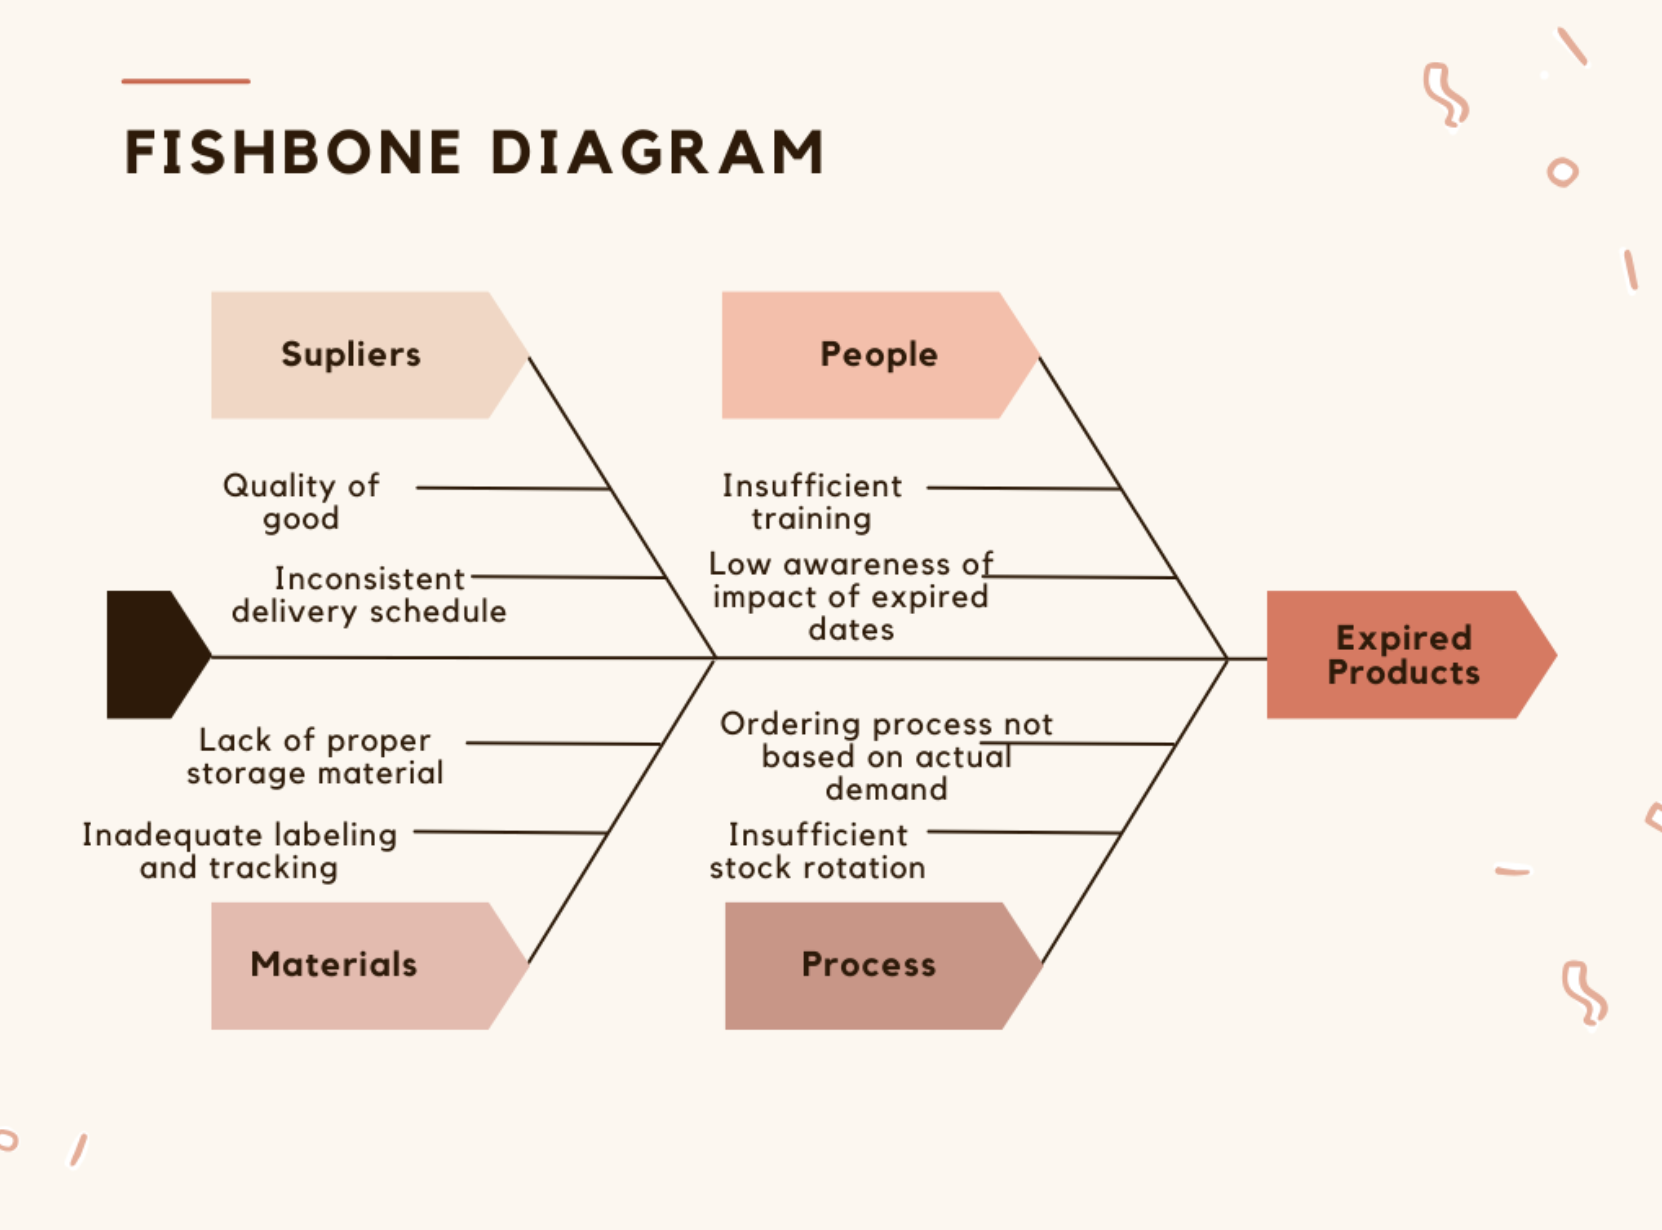 FISHBONE DIAGRAM
Supliers
People
Quality of
good
Insufficient
training
Inconsistent
delivery schedule
Low awareness of
impact of expired
dates
Expired
Products
Lack of proper
storage material
Ordering process not
based on actual
demand
Inadequate labeling
and tracking
Insufficient
stock rotation
Materials
Process